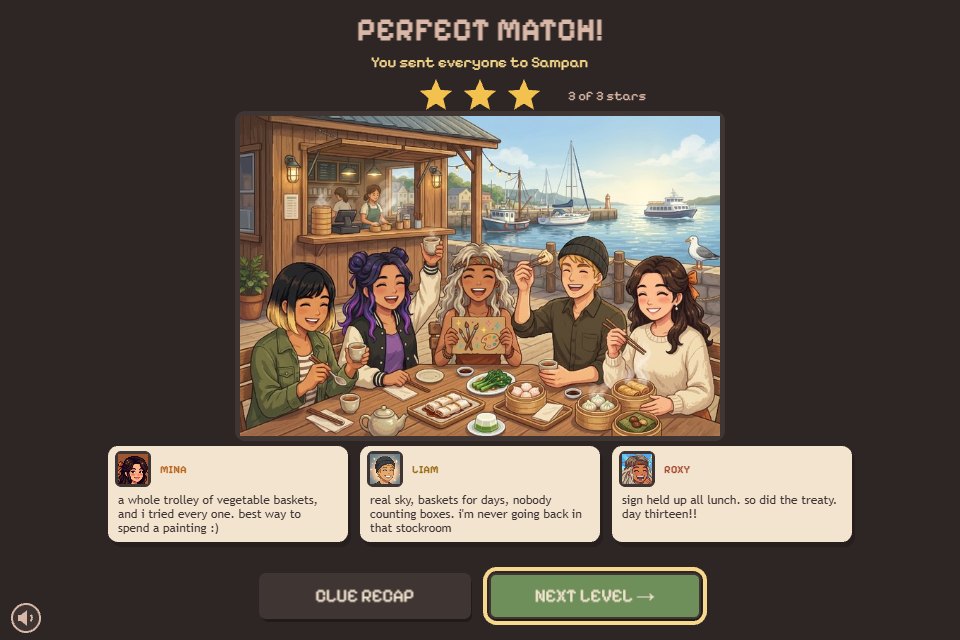 PERFECT MATCH!
You sent everyone to Sampan
3 of 3 stars
MINA
a whole trolley of vegetable baskets,
and i tried every one. best way to
spend a painting :)
LIAM
real sky, baskets for days, nobody
counting boxes. i'm never going back in
that stockroom
ROXY
sign held up all lunch. so did the treaty.
day thirteen!!
CLUE RECAP
NEXT LEVEL →